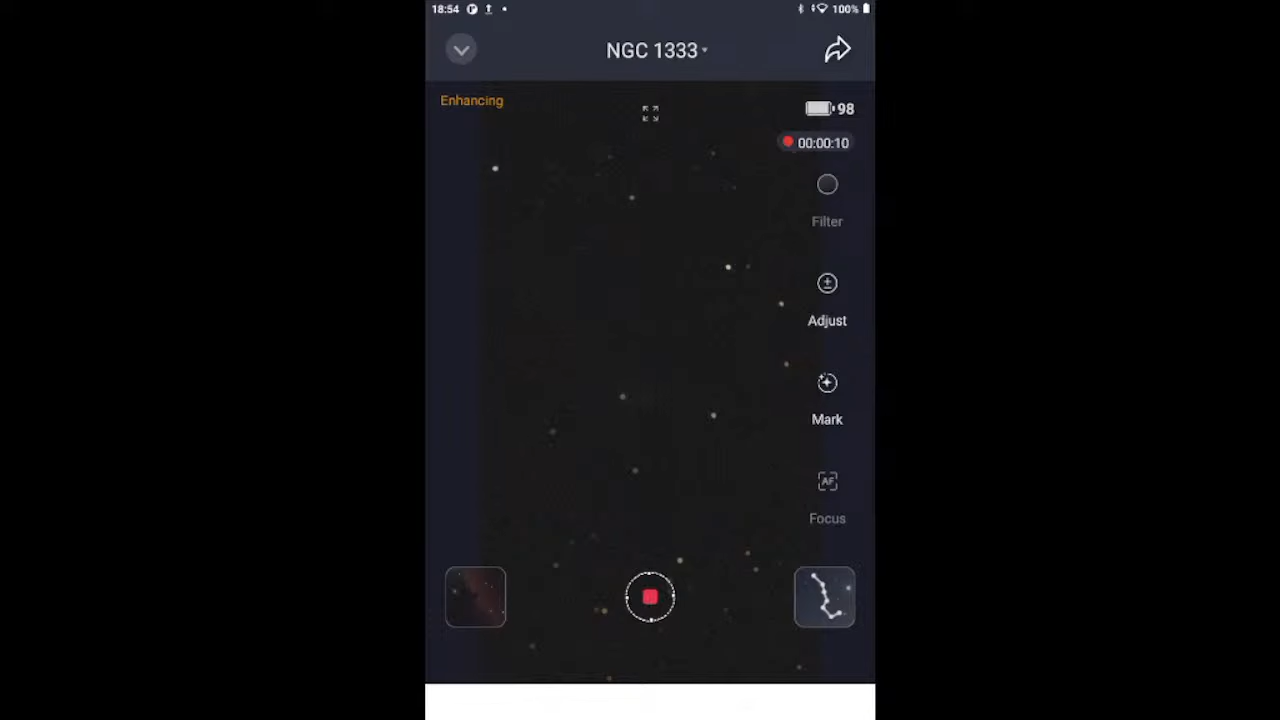 18:54
100%
NGC 1333
Enhancing
98
00:00:10
Filter
Adjust
Mark
AF
Focus